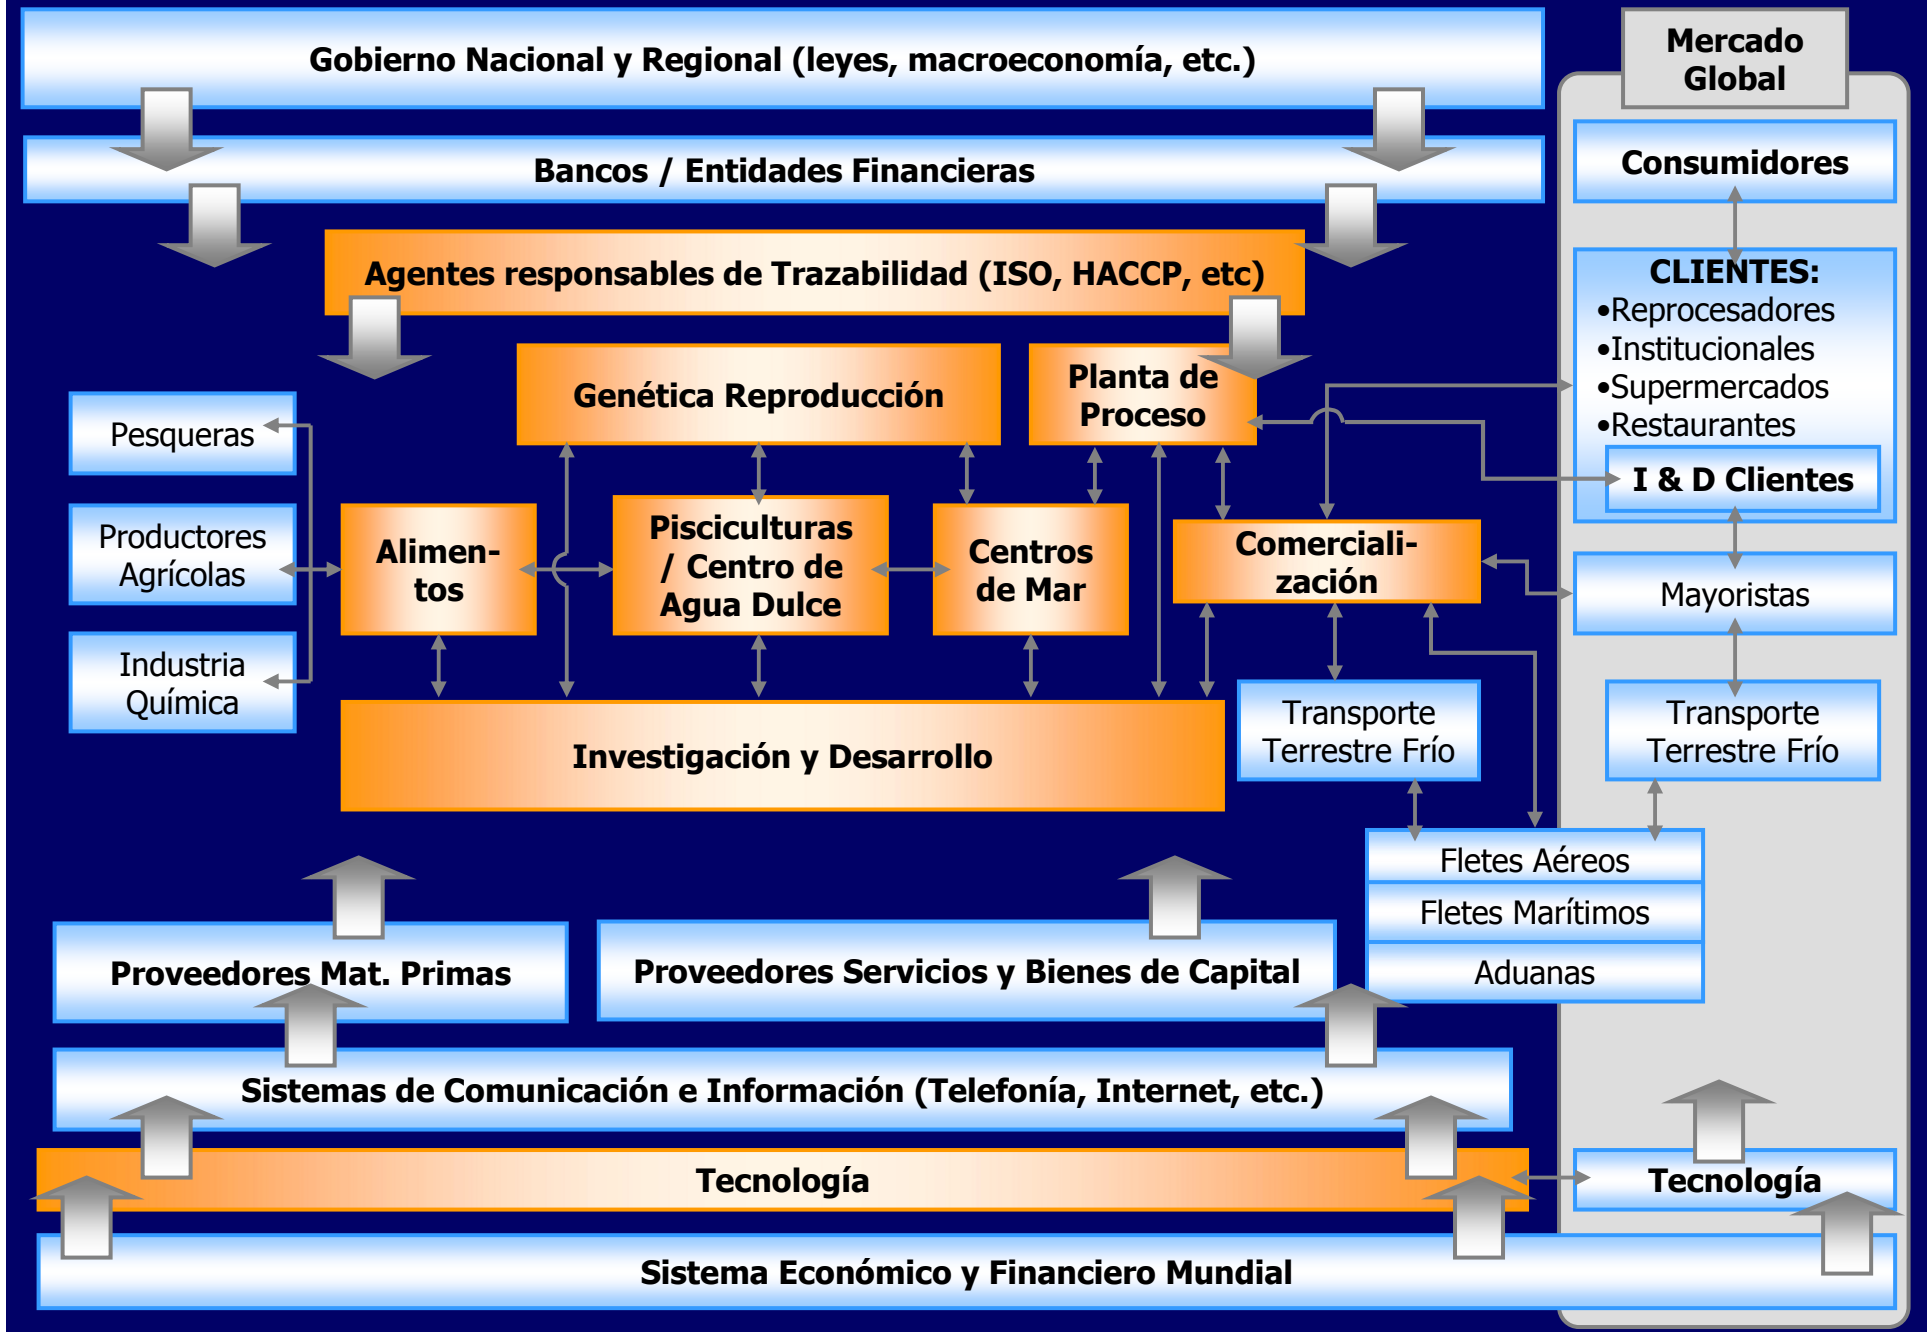 Gobierno Nacional y Regional (leyes, macroeconomía, etc.)
Mercado
Global
Bancos / Entidades Financieras
Consumidores
Agentes responsables de Trazabilidad (ISO, HACCP, etc)
CLIENTES:
•Reprocesadores
•Institucionales
•Supermercados
•Restaurantes
I & D Clientes
Genética Reproducción
Planta de
Proceso
Pesqueras
Productores
Agrícolas
Industria
Química
Alimen-
tos
Pisciculturas
/ Centro de
Agua Dulce
Centros
de Mar
Comerciali-
zación
Mayoristas
Investigación y Desarrollo
Transporte
Terrestre Frío
Transporte
Terrestre Frío
Fletes Aéreos
Fletes Marítimos
Aduanas
Proveedores Mat. Primas
Proveedores Servicios y Bienes de Capital
Sistemas de Comunicación e Información (Telefonía, Internet, etc.)
Tecnología
Tecnología
Sistema Económico y Financiero Mundial